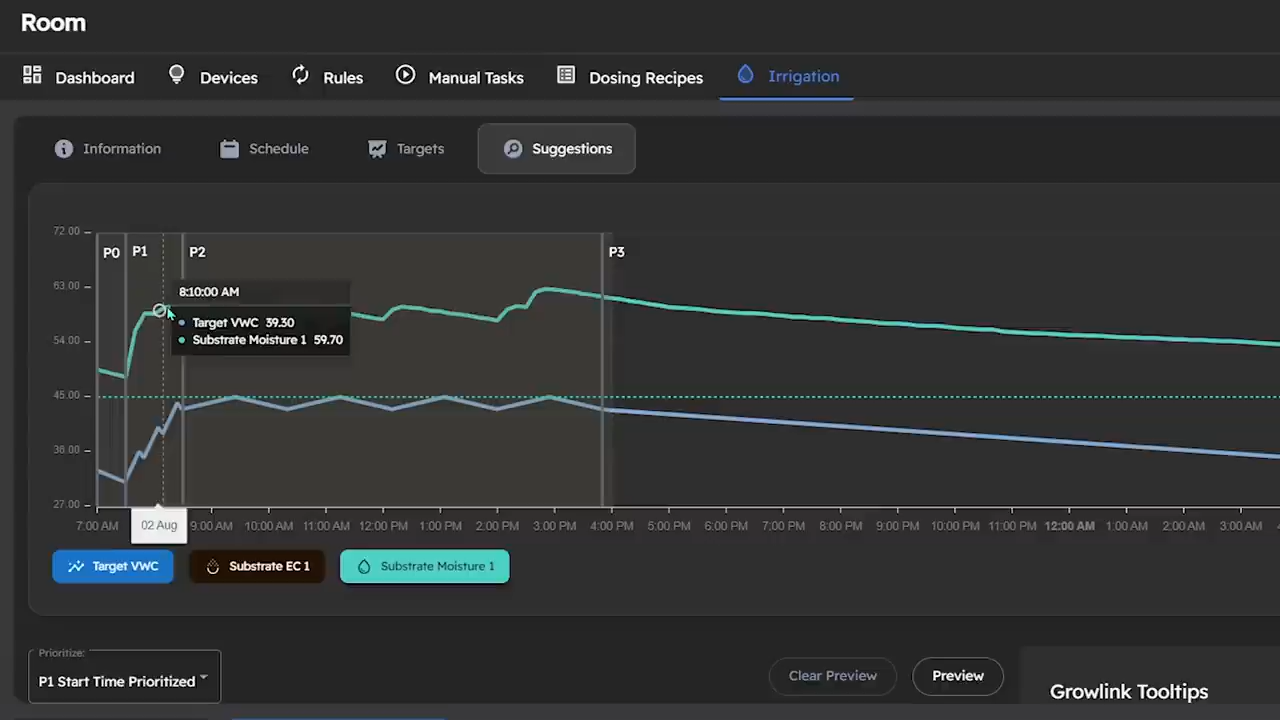 Room
Dashboard Devices Rules Manual Tasks Dosing Recipes Irrigation
Information Schedule Targets Suggestions
72.00
63.00
54.00
45.00
36.00
27.00
P0 P1 P2 P3
8:10:00 AM
Target VWC 39.30
Substrate Moisture 1 59.70
7:00 AM 02 Aug 9:00 AM 10:00 AM 11:00 AM 12:00 PM 1:00 PM 2:00 PM 3:00 PM 4:00 PM 5:00 PM 6:00 PM 7:00 PM 8:00 PM 9:00 PM 10:00 PM 11:00 PM 12:00 AM 1:00 AM 2:00 AM 3:00 AM
Target VWC Substrate EC 1 Substrate Moisture 1
Prioritize:
P1 Start Time Prioritized
Clear Preview Preview
Growlink Tooltips